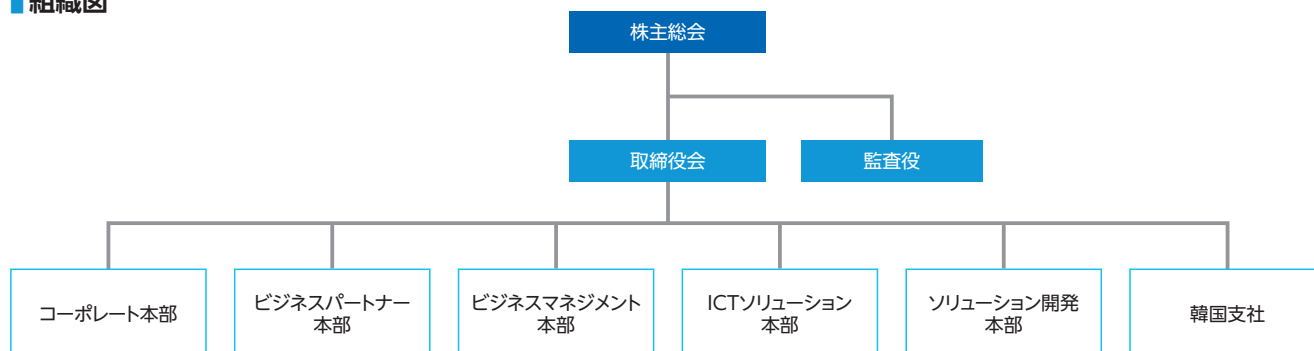 組織図
株主総会
取締役会
監査役
コーポレート本部
ビジネスパートナー
本部
ビジネスマネジメント
本部
ICTソリューション
本部
ソリューション開発
本部
韓国支社